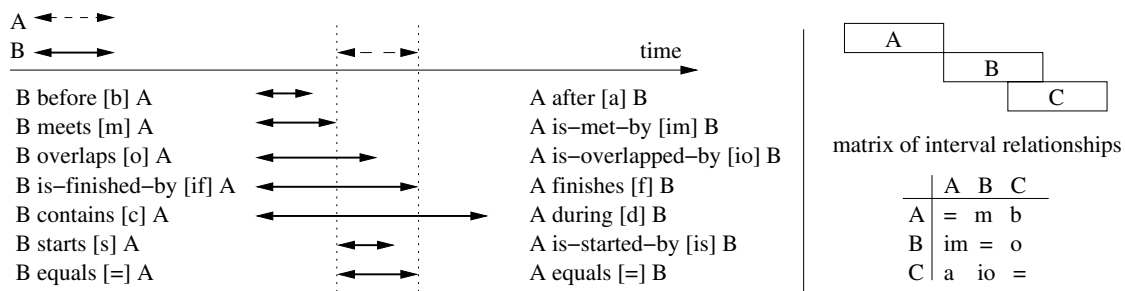 A
B
time
B before [b] A
A after [a] B
B meets [m] A
A is-met-by [im] B
B overlaps [o] A
A is-overlapped-by [io] B
B is-finished-by [if] A
A finishes [f] B
B contains [c] A
A during [d] B
B starts [s] A
A is-started-by [is] B
B equals [=] A
A equals [=] B
A
B
C
matrix of interval relationships
A B C
A = m b
B im = o
C a io =